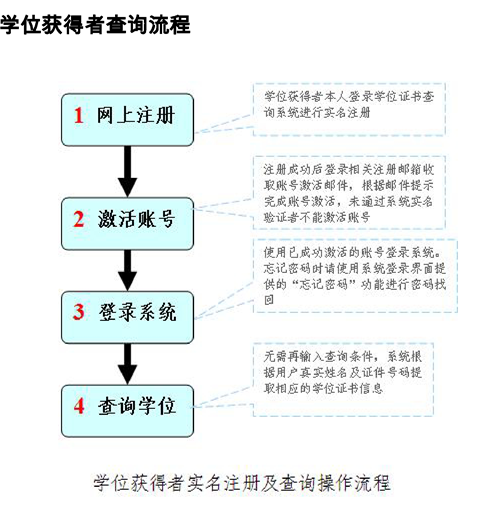 学位获得者查询流程
1 网上注册
学位获得者本人登录学位证书查
询系统进行实名注册
2 激活账号
注册成功后登录相关注册邮箱收
取账号激活邮件，根据邮件提示
完成账号激活，未通过系统实名
验证者不能激活账号
3 登录系统
使用已成功激活的账号登录系统。
忘记密码时请使用系统登录界面提
供的“忘记密码”功能进行密码找
回
4 查询学位
无需再输入查询条件，系统根
据用户真实姓名及证件号码提
取相应的学位证书信息
学位获得者实名注册及查询操作流程